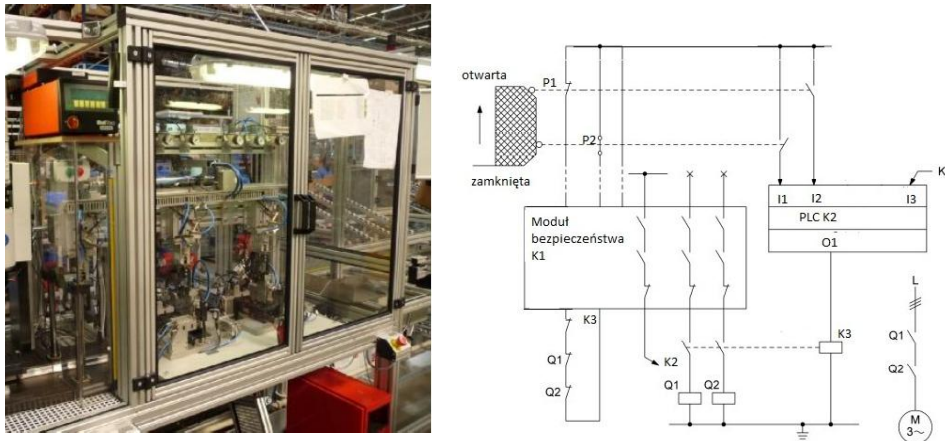 otwarta
P1
P2
zamknięta
Moduł
bezpieczeństwa
K1
K3
Q1
Q2
K2
Q1
Q2
K
I1
I2
I3
PLC K2
O1
K3
L
Q1
Q2
M
3~